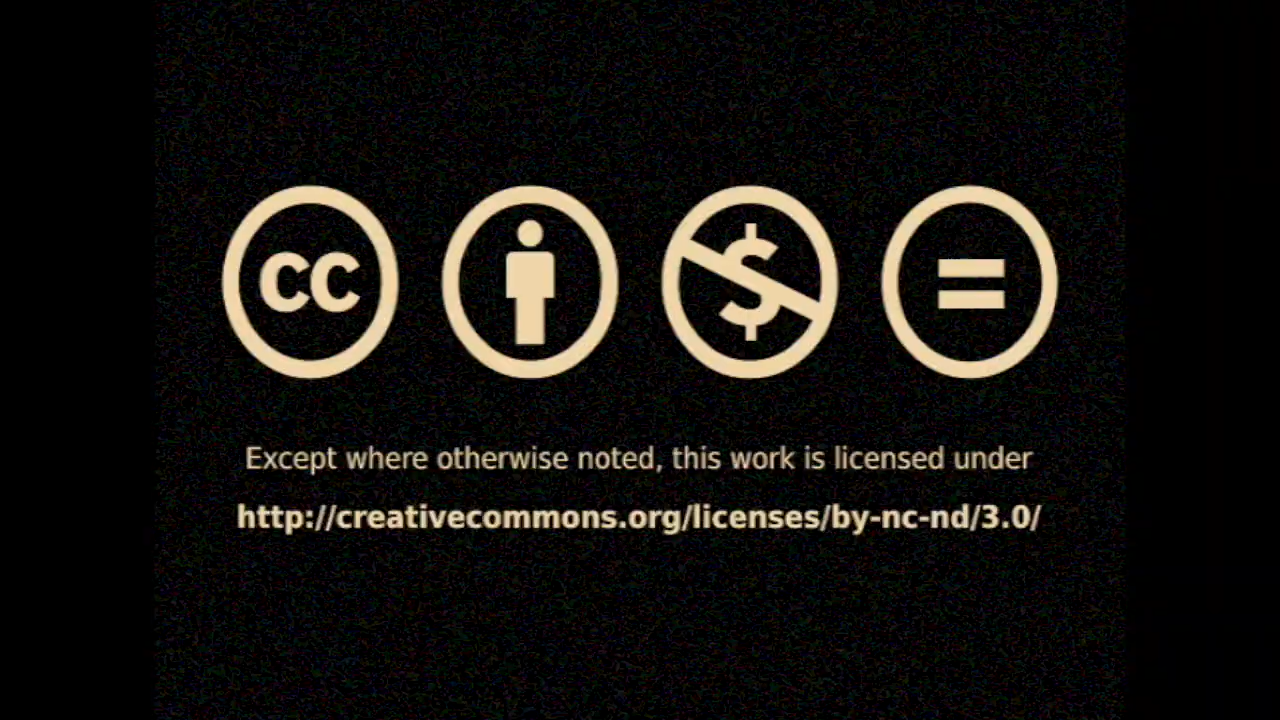 cc
$
=
Except where otherwise noted, this work is licensed under
http://creativecommons.org/licenses/by-nc-nd/3.0/